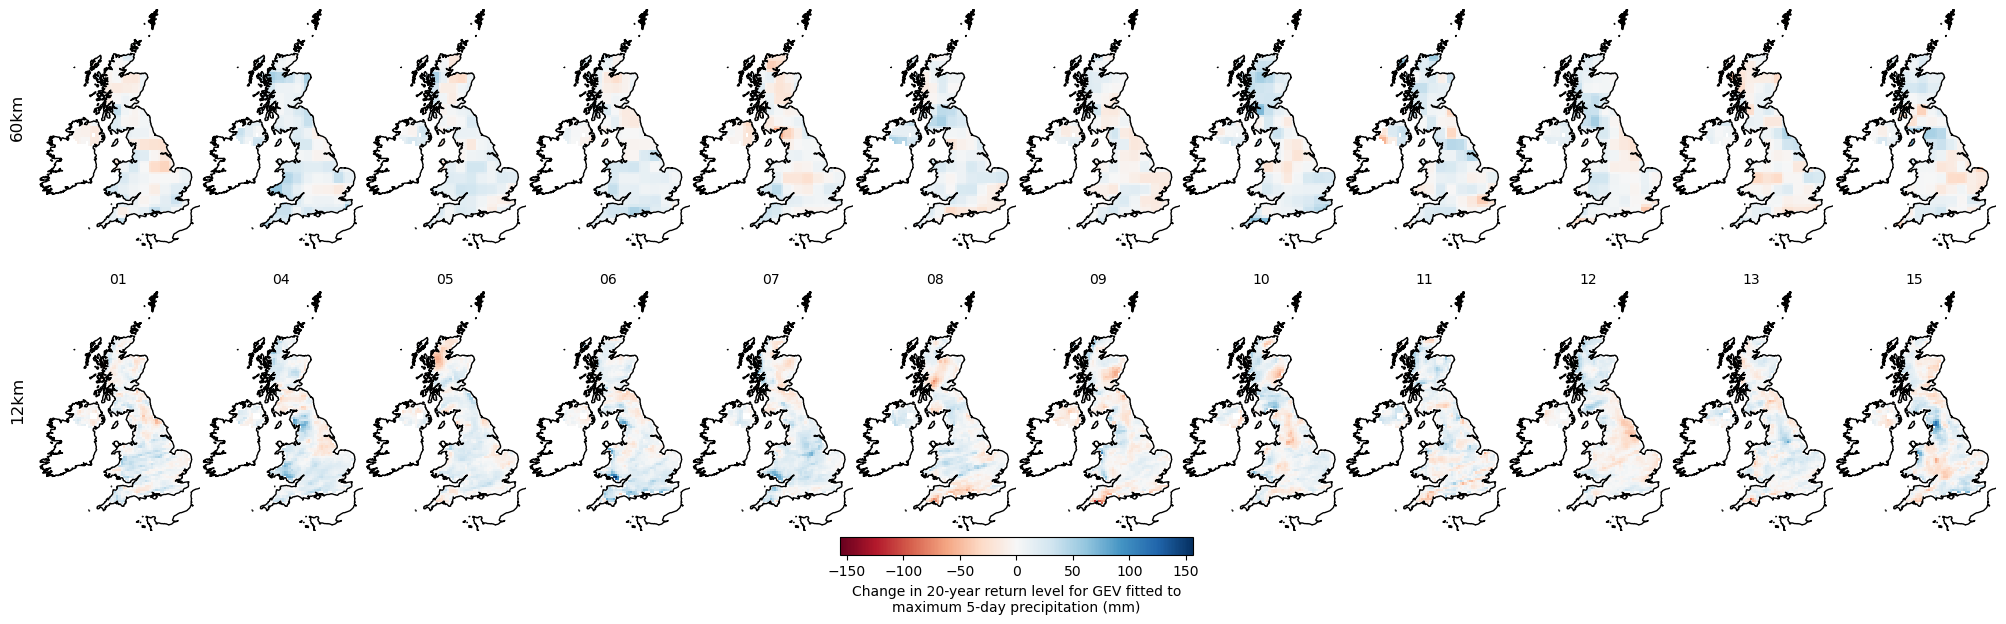 60km
01 04 05 06 07 08 09 10 11 12 13 15
12km
−150 −100 −50 0 50 100 150
Change in 20-year return level for GEV fitted to
maximum 5-day precipitation (mm)